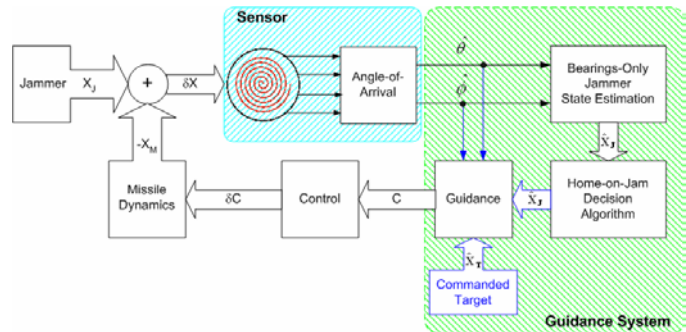 Sensor
Jammer
X_J
+
δX
Angle-of-
Arrival
θ̂
ϕ̂
Bearings-Only
Jammer
State Estimation
-X_M
X̂_J
Missile
Dynamics
δC
Control
C
Guidance
X̂_J
Home-on-Jam
Decision
Algorithm
X̂_T
Commanded
Target
Guidance System